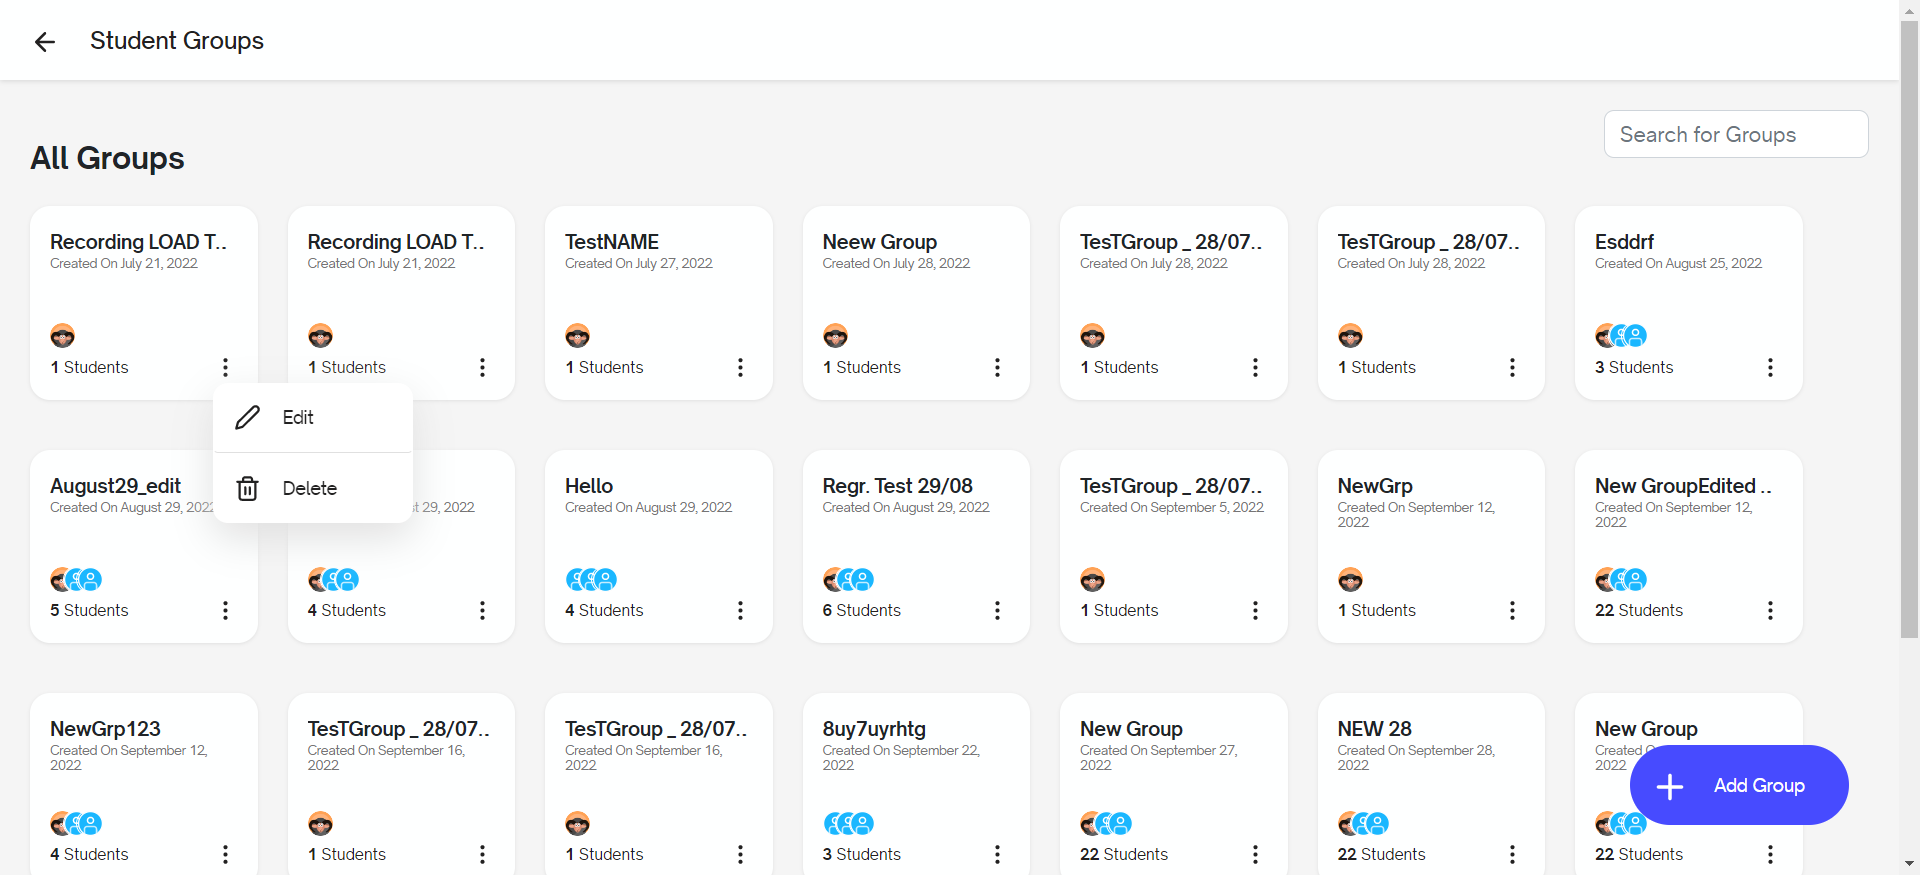 Student Groups
Search for Groups
All Groups
Recording LOAD T..
Created On July 21, 2022
1 Students
Recording LOAD T..
Created On July 21, 2022
1 Students
TestNAME
Created On July 27, 2022
1 Students
Neew Group
Created On July 28, 2022
1 Students
TesTGroup _ 28/07..
Created On July 28, 2022
1 Students
TesTGroup _ 28/07..
Created On July 28, 2022
1 Students
Esddrf
Created On August 25, 2022
3 Students
Edit
Delete
August29_edit
Created On August 29, 2022
5 Students
29, 2022
4 Students
Hello
Created On August 29, 2022
4 Students
Regr. Test 29/08
Created On August 29, 2022
6 Students
TesTGroup _ 28/07..
Created On September 5, 2022
1 Students
NewGrp
Created On September 12,
2022
1 Students
New GroupEdited ..
Created On September 12,
2022
22 Students
NewGrp123
Created On September 12,
2022
4 Students
TesTGroup _ 28/07..
Created On September 16,
2022
1 Students
TesTGroup _ 28/07..
Created On September 16,
2022
1 Students
8uy7uyrhtg
Created On September 22,
2022
3 Students
New Group
Created On September 27,
2022
22 Students
NEW 28
Created On September 28,
2022
22 Students
New Group
Created
2022
22 Students
Add Group